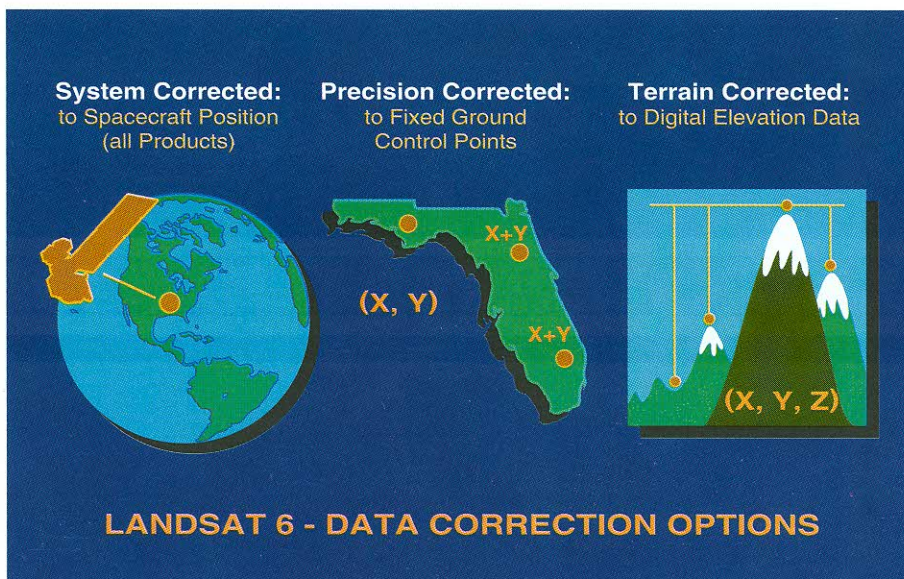 System Corrected:
to Spacecraft Position
(all Products)
Precision Corrected:
to Fixed Ground
Control Points
Terrain Corrected:
to Digital Elevation Data
X+Y
(X, Y)
X+Y
(X, Y, Z)
LANDSAT 6 - DATA CORRECTION OPTIONS